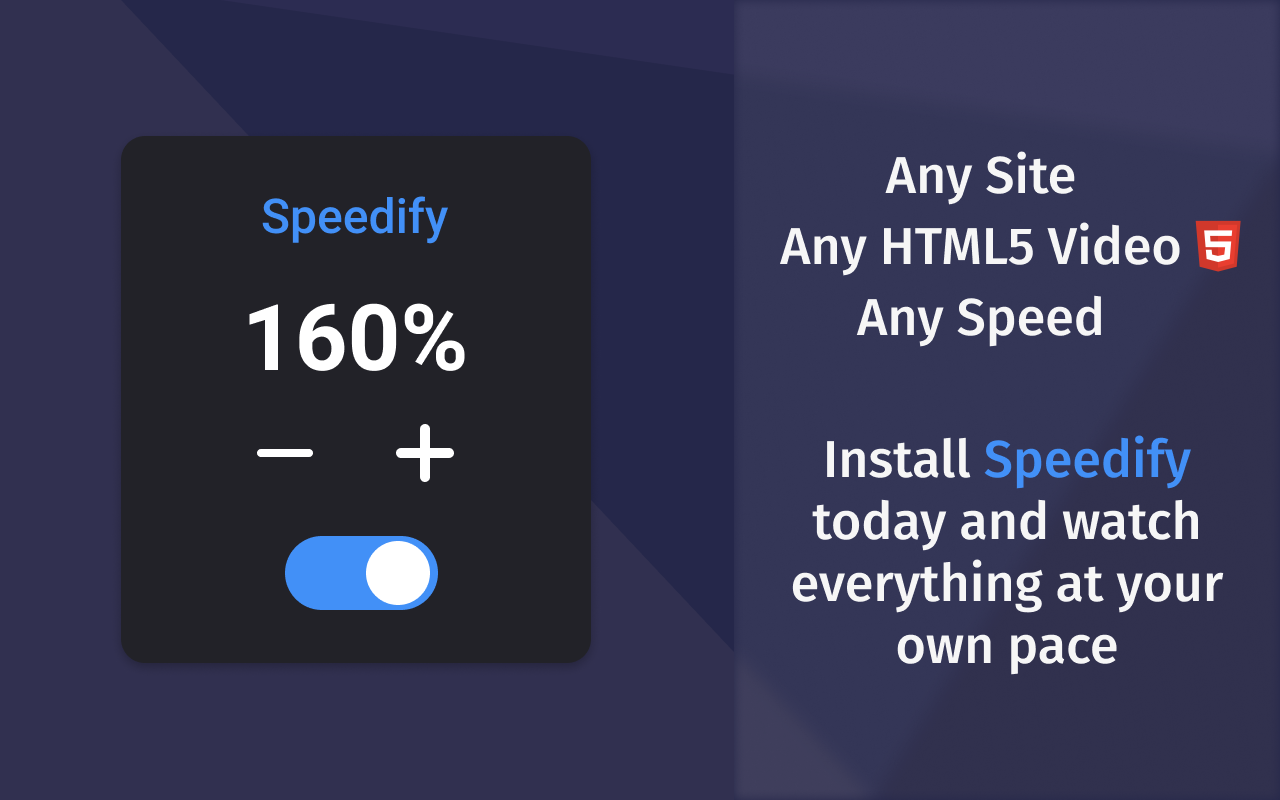 Speedify
160%
Any Site
Any HTML5 Video 5
Any Speed
Install Speedify
today and watch
everything at your
own pace